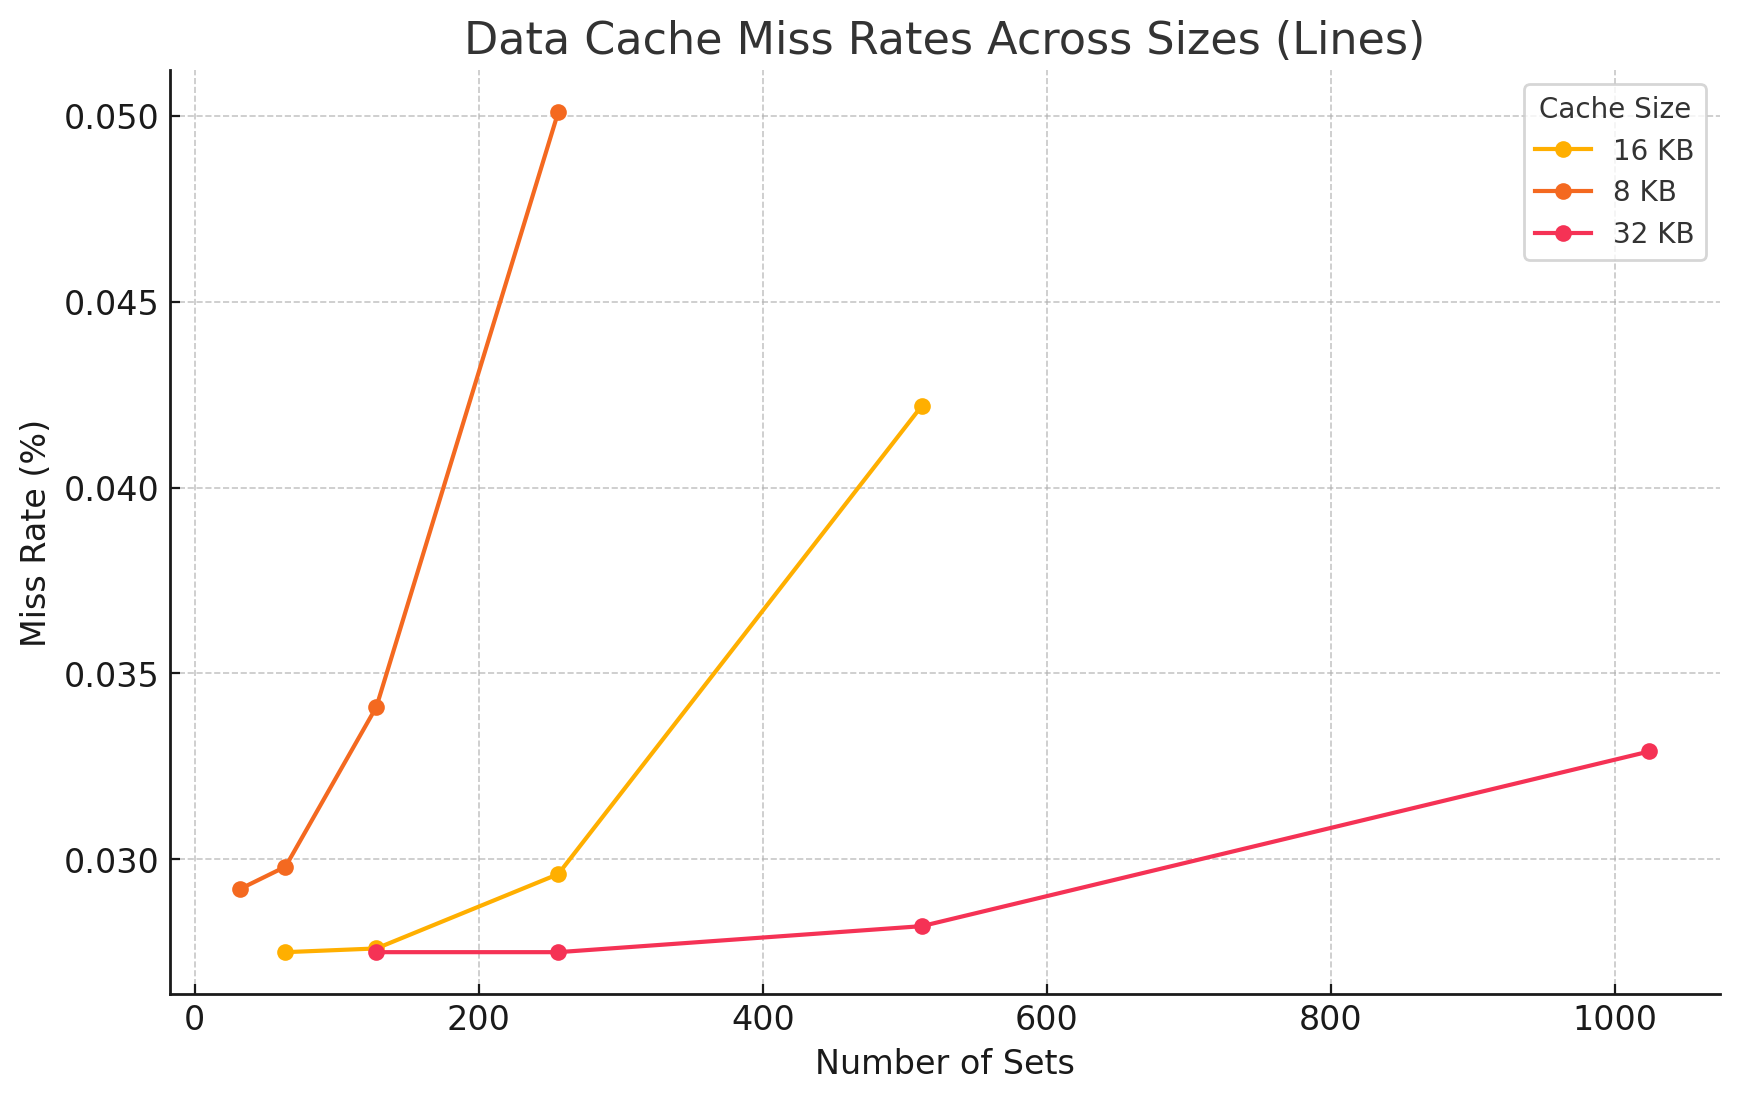 Data Cache Miss Rates Across Sizes (Lines)
Cache Size
16 KB
8 KB
32 KB
Miss Rate (%)
0.050
0.045
0.040
0.035
0.030
0 200 400 600 800 1000
Number of Sets